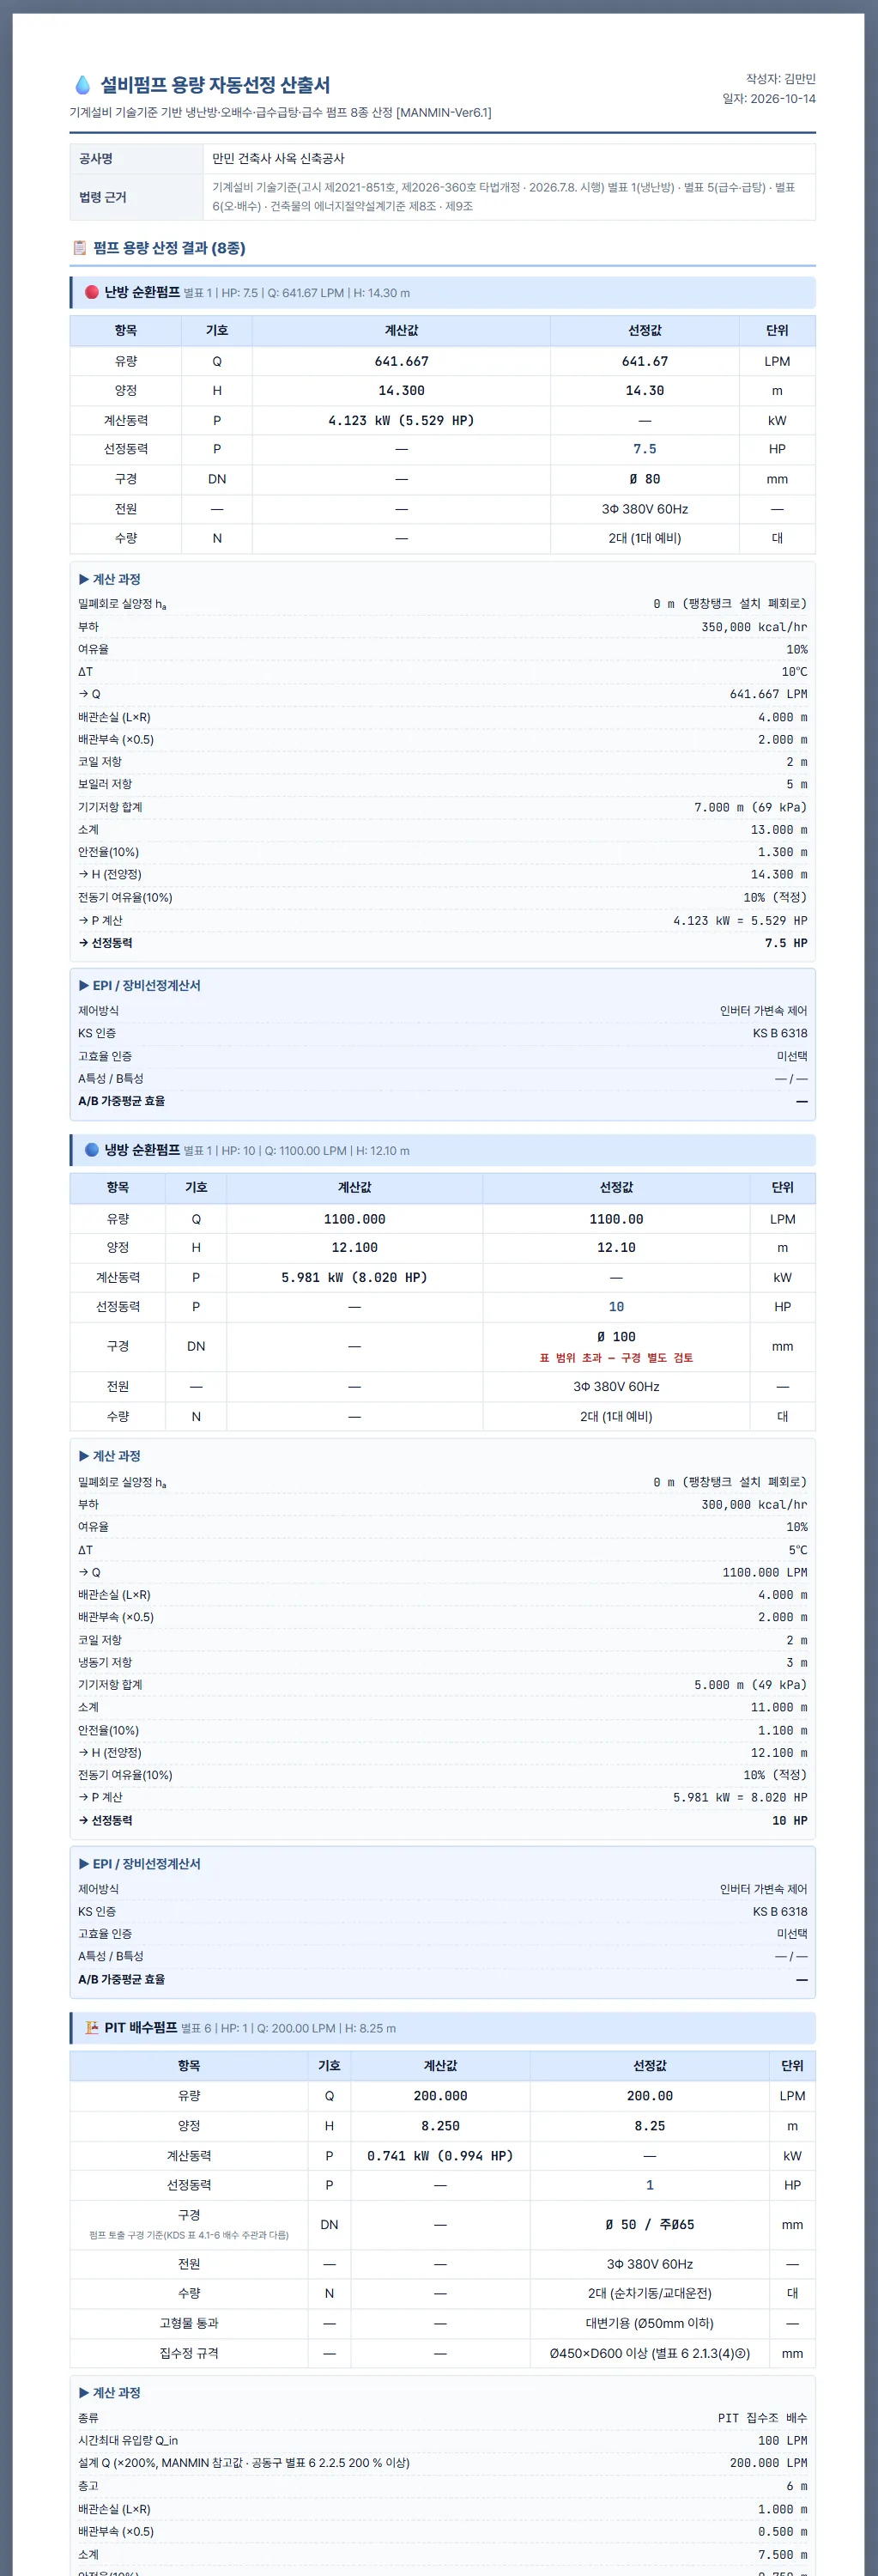 💧 설비펌프 용량 자동선정 산출서
작성자: 김만민
일자: 2026-10-14
기계설비 기술기준 기반 냉난방·오배수·급수급탕·급수 펌프 8종 산정 [MANMIN-Ver6.1]
공사명 만민 건축사 사옥 신축공사
법령 근거 기계설비 기술기준(고시 제2021-851호, 제2026-360호 타법개정 · 2026.7.8. 시행) 별표 1(냉난방) · 별표 5(급수·급탕) · 별표
6(오·배수) · 건축물의 에너지절약설계기준 제8조 · 제9조
📋 펌프 용량 산정 결과 (8종)
🔴 난방 순환펌프 별표 1 | HP: 7.5 | Q: 641.67 LPM | H: 14.30 m
항목 기호 계산값 선정값 단위
유량 Q 641.667 641.67 LPM
양정 H 14.300 14.30 m
계산동력 P 4.123 kW (5.529 HP) — kW
선정동력 P — 7.5 HP
구경 DN — Ø 80 mm
전원 — — 3Φ 380V 60Hz —
수량 N — 2대 (1대 예비) 대
▶ 계산 과정
밀폐회로 실양정 hₐ 0 m (팽창탱크 설치 폐회로)
부하 350,000 kcal/hr
여유율 10%
ΔT 10℃
→ Q 641.667 LPM
배관손실 (L×R) 4.000 m
배관부속 (×0.5) 2.000 m
코일 저항 2 m
보일러 저항 5 m
기기저항 합계 7.000 m (69 kPa)
소계 13.000 m
안전율(10%) 1.300 m
→ H (전양정) 14.300 m
전동기 여유율(10%) 10% (적정)
→ P 계산 4.123 kW = 5.529 HP
→ 선정동력 7.5 HP
▶ EPI / 장비선정계산서
제어방식 인버터 가변속 제어
KS 인증 KS B 6318
고효율 인증 미선택
A특성 / B특성 — / —
A/B 가중평균 효율 —
🔵 냉방 순환펌프 별표 1 | HP: 10 | Q: 1100.00 LPM | H: 12.10 m
항목 기호 계산값 선정값 단위
유량 Q 1100.000 1100.00 LPM
양정 H 12.100 12.10 m
계산동력 P 5.981 kW (8.020 HP) — kW
선정동력 P — 10 HP
구경 DN — Ø 100 mm
표 범위 초과 — 구경 별도 검토
전원 — — 3Φ 380V 60Hz —
수량 N — 2대 (1대 예비) 대
▶ 계산 과정
밀폐회로 실양정 hₐ 0 m (팽창탱크 설치 폐회로)
부하 300,000 kcal/hr
여유율 10%
ΔT 5℃
→ Q 1100.000 LPM
배관손실 (L×R) 4.000 m
배관부속 (×0.5) 2.000 m
코일 저항 2 m
냉동기 저항 3 m
기기저항 합계 5.000 m (49 kPa)
소계 11.000 m
안전율(10%) 1.100 m
→ H (전양정) 12.100 m
전동기 여유율(10%) 10% (적정)
→ P 계산 5.981 kW = 8.020 HP
→ 선정동력 10 HP
▶ EPI / 장비선정계산서
제어방식 인버터 가변속 제어
KS 인증 KS B 6318
고효율 인증 미선택
A특성 / B특성 — / —
A/B 가중평균 효율 —
🏗️ PIT 배수펌프 별표 6 | HP: 1 | Q: 200.00 LPM | H: 8.25 m
항목 기호 계산값 선정값 단위
유량 Q 200.000 200.00 LPM
양정 H 8.250 8.25 m
계산동력 P 0.741 kW (0.994 HP) — kW
선정동력 P — 1 HP
구경 DN — Ø 50 / 주Ø65 mm
펌프 토출 구경 기준(KDS 표 4.1-6 배수 주관과 다름)
전원 — — 3Φ 380V 60Hz —
수량 N — 2대 (순차기동/교대운전) 대
고형물 통과 — — 대변기용 (Ø50mm 이하) —
집수정 규격 — — Ø450×D600 이상 (별표 6 2.1.3(4)②) mm
▶ 계산 과정
종류 PIT 집수조 배수
시간최대 유입량 Q_in 100 LPM
설계 Q (×200%, MANMIN 참고값 · 공동구 별표 6 2.2.5 200 % 이상) 200.000 LPM
층고 6 m
배관손실 (L×R) 1.000 m
배관부속 (×0.5) 0.500 m
소계 7.500 m